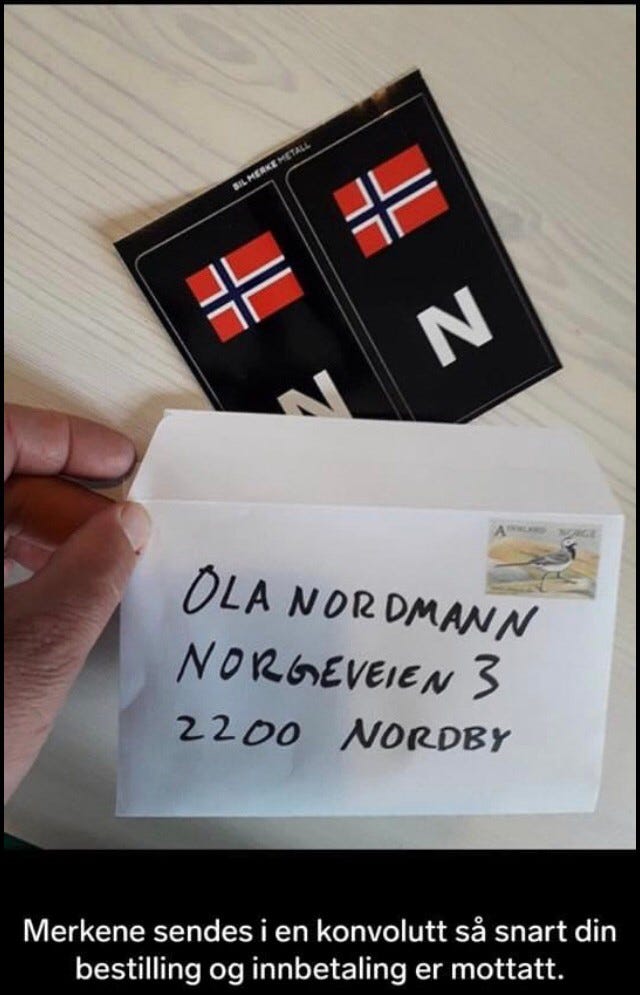 BIL MERKE METALL
N
N
A INNLAND NORGE
OLA NORDMANN
NORGEVEIEN 3
2200 NORDBY
Merkene sendes i en konvolutt så snart din
bestilling og innbetaling er mottatt.